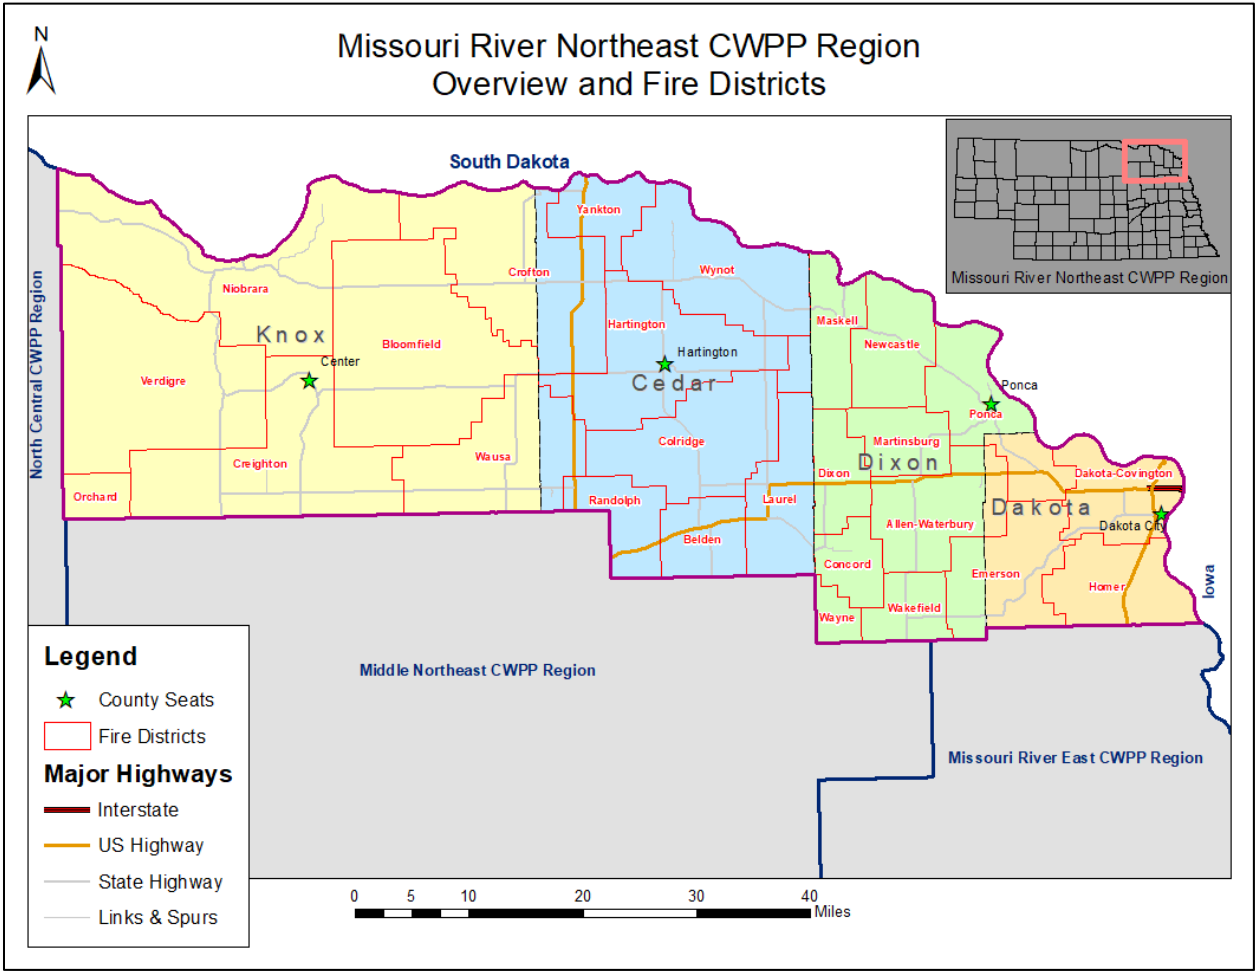 N
Missouri River Northeast CWPP Region
Overview and Fire Districts
South Dakota
Missouri River Northeast CWPP Region
North Central CWPP Region
Yankton
Crofton
Wynot
Niobrara
Knox
Hartington
Maskell
Bloomfield
Newcastle
Center
Hartington
Verdigre
Cedar
Ponca
Ponca
Colridge
Martinsburg
Creighton
Wausa
Dixon
Dixon
Dakota-Covington
Orchard
Randolph
Laurel
Dakota
Allen-Waterbury
Dakota City
Belden
Concord
Emerson
Homer
Iowa
Wayne
Wakefield
Middle Northeast CWPP Region
Missouri River East CWPP Region
Legend
County Seats
Fire Districts
Major Highways
Interstate
US Highway
State Highway
Links & Spurs
0 5 10 20 30 40
Miles